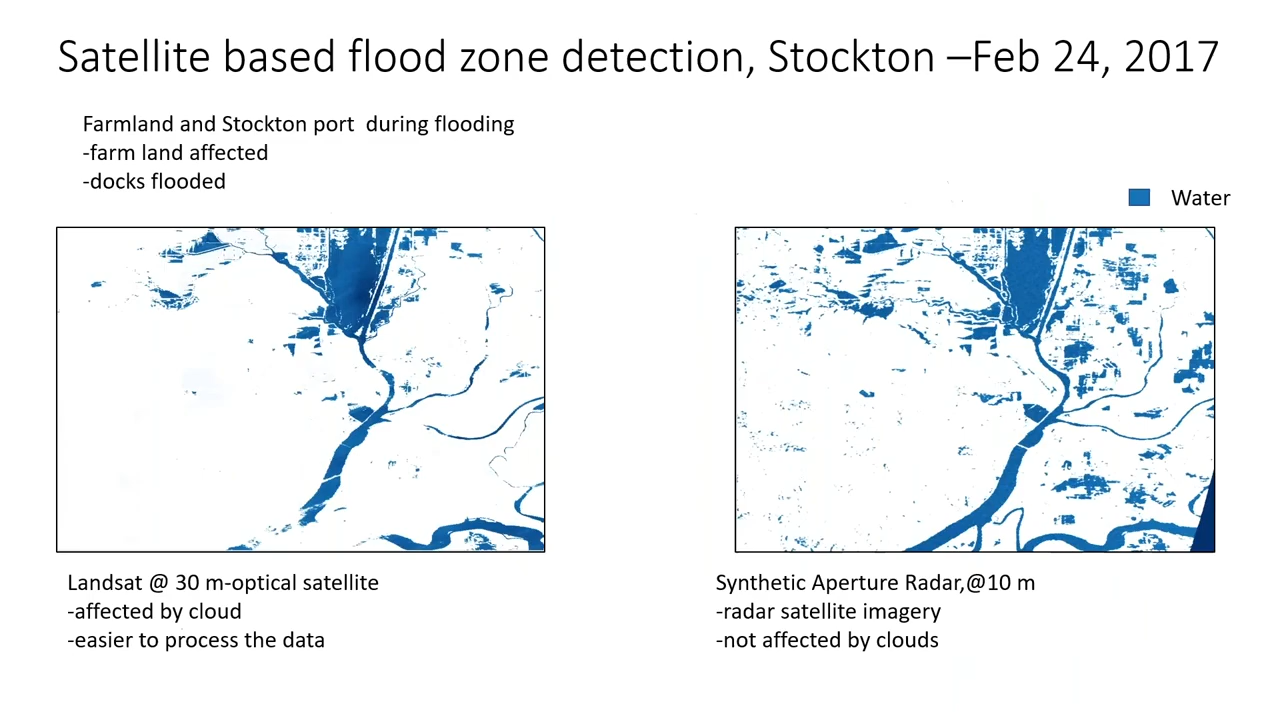 Satellite based flood zone detection, Stockton –Feb 24, 2017
Farmland and Stockton port  during flooding
-farm land affected
-docks flooded
Water
Landsat @ 30 m-optical satellite
-affected by cloud
-easier to process the data
Synthetic Aperture Radar,@10 m
-radar satellite imagery
-not affected by clouds